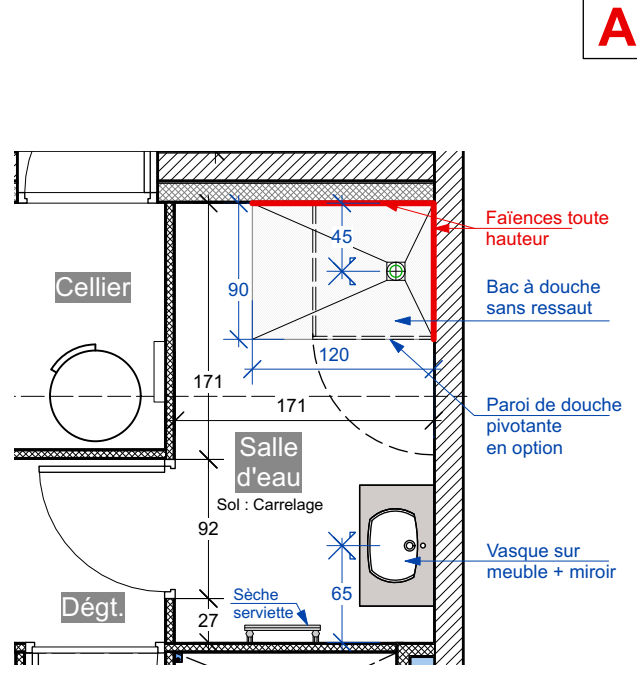 A
Faïences toute
hauteur
45
Cellier
90
Bac à douche
sans ressaut
120
171
171
Paroi de douche
pivotante
en option
Salle
d'eau
Sol : Carrelage
92
Vasque sur
meuble + miroir
Sèche
serviette
65
Dégt.
27